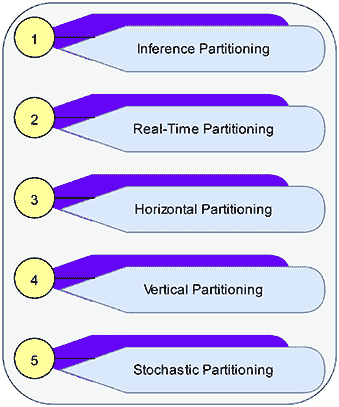 1
Inference Partitioning
2
Real-Time Partitioning
3
Horizontal Partitioning
4
Vertical Partitioning
5
Stochastic Partitioning